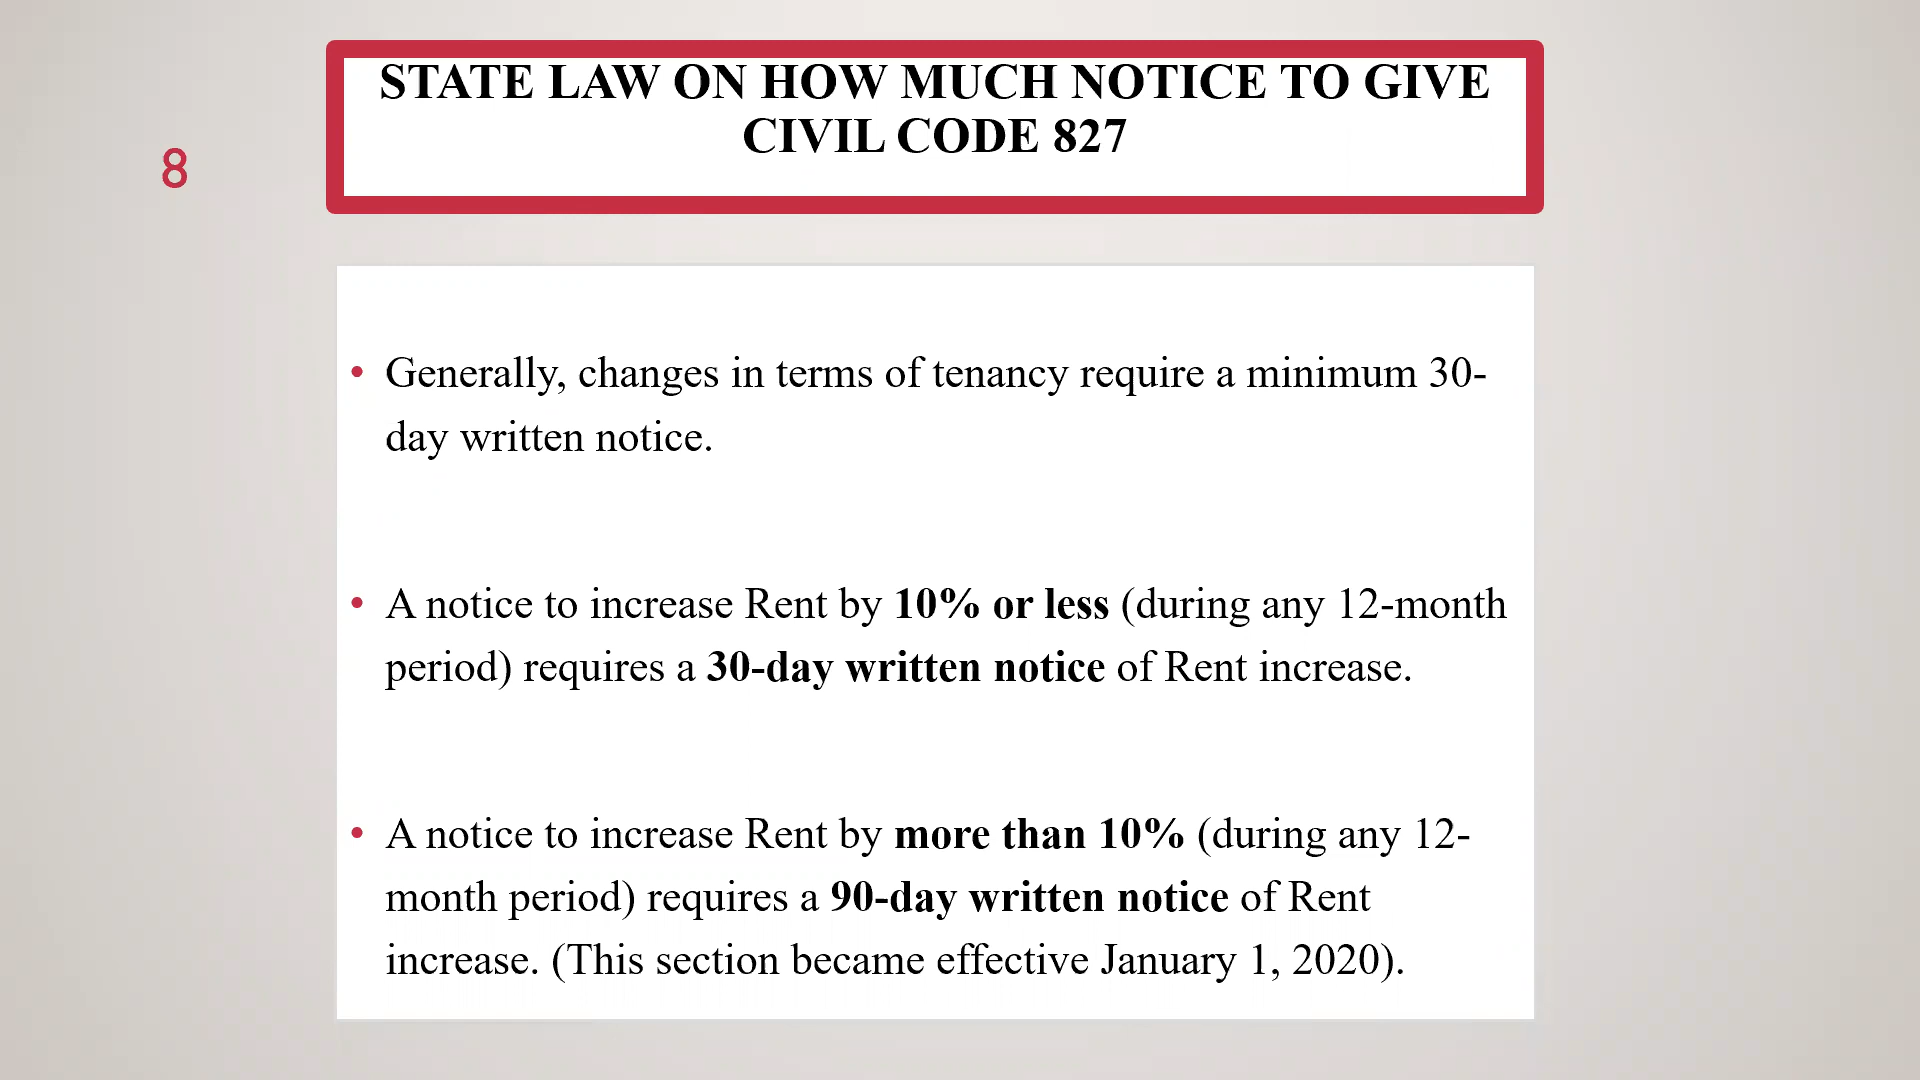 STATE LAW ON HOW MUCH NOTICE TO GIVE
CIVIL CODE 827
8
• Generally, changes in terms of tenancy require a minimum 30-
day written notice.
• A notice to increase Rent by 10% or less (during any 12-month
period) requires a 30-day written notice of Rent increase.
• A notice to increase Rent by more than 10% (during any 12-
month period) requires a 90-day written notice of Rent
increase. (This section became effective January 1, 2020).